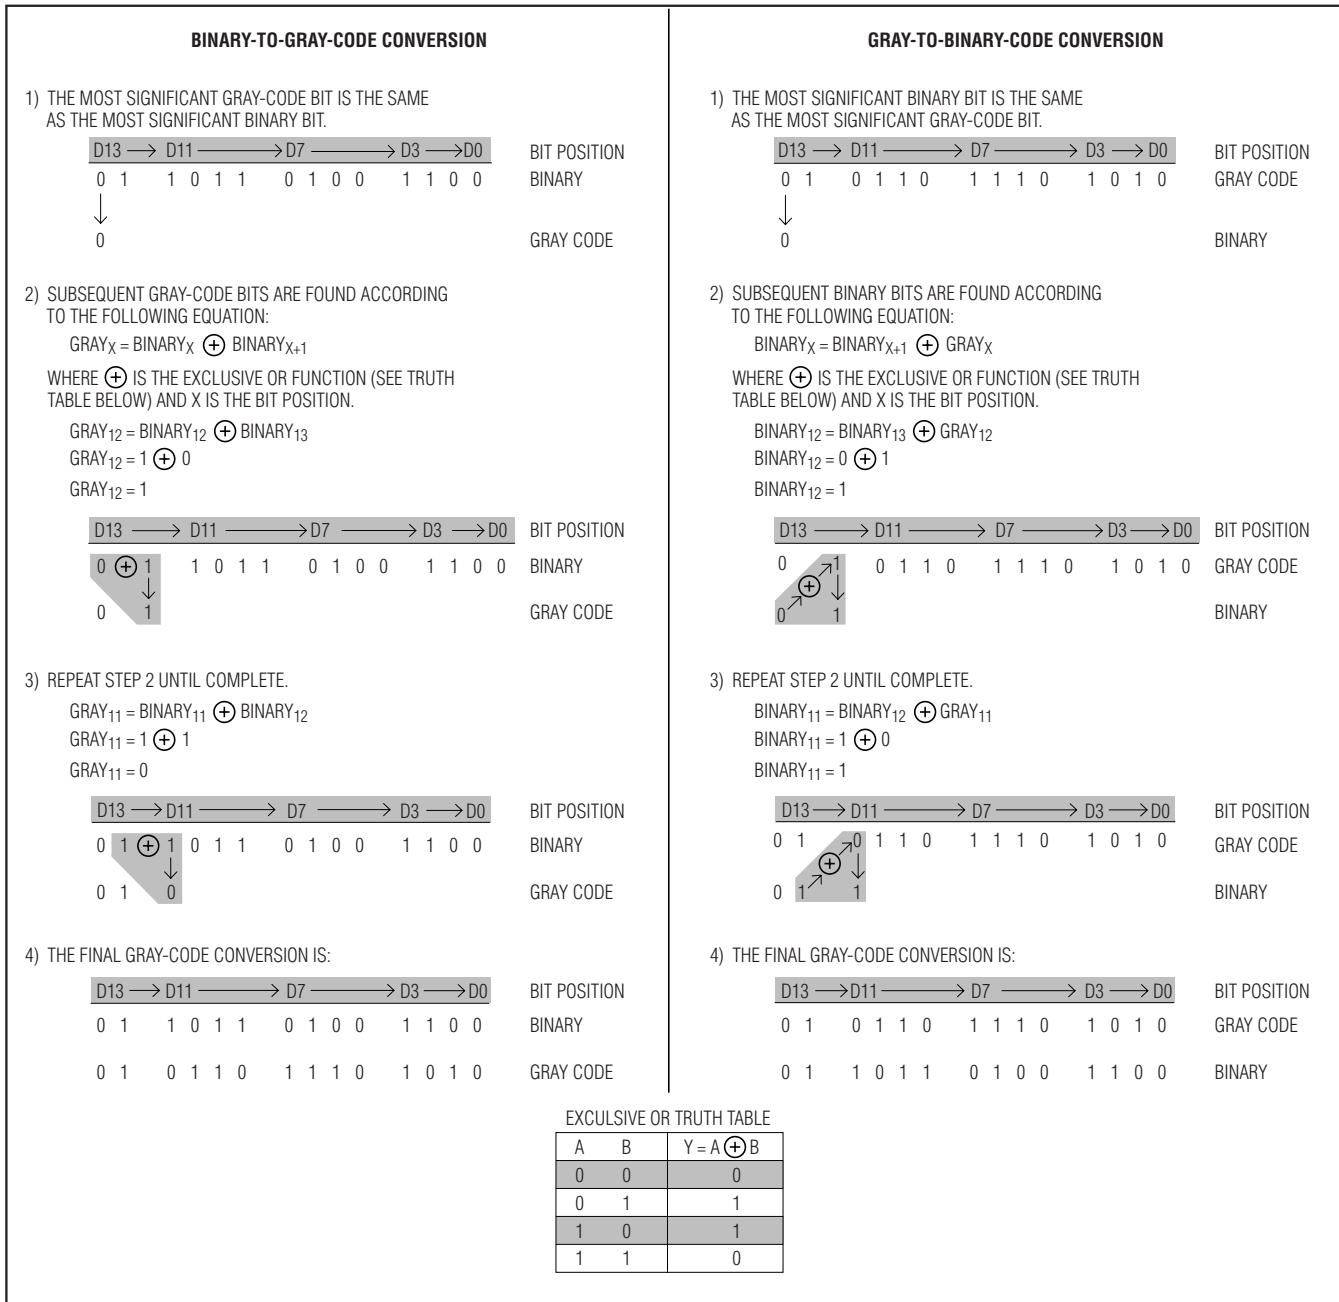 BINARY-TO-GRAY-CODE CONVERSION
1) THE MOST SIGNIFICANT GRAY-CODE BIT IS THE SAME
AS THE MOST SIGNIFICANT BINARY BIT.
D13 → D11 → D7 → D3 → D0 BIT POSITION
0 1 1 0 1 1 0 1 0 0 1 1 0 0 BINARY
0 GRAY CODE
2) SUBSEQUENT GRAY-CODE BITS ARE FOUND ACCORDING
TO THE FOLLOWING EQUATION:
GRAYX = BINARYX ⊕ BINARYX+1
WHERE ⊕ IS THE EXCLUSIVE OR FUNCTION (SEE TRUTH
TABLE BELOW) AND X IS THE BIT POSITION.
GRAY12 = BINARY12 ⊕ BINARY13
GRAY12 = 1 ⊕ 0
GRAY12 = 1
D13 → D11 → D7 → D3 → D0 BIT POSITION
0 ⊕ 1 1 0 1 1 0 1 0 0 1 1 0 0 BINARY
0 1 GRAY CODE
3) REPEAT STEP 2 UNTIL COMPLETE.
GRAY11 = BINARY11 ⊕ BINARY12
GRAY11 = 1 ⊕ 1
GRAY11 = 0
D13 → D11 → D7 → D3 → D0 BIT POSITION
0 1 ⊕ 1 0 1 1 0 1 0 0 1 1 0 0 BINARY
0 1 0 GRAY CODE
4) THE FINAL GRAY-CODE CONVERSION IS:
D13 → D11 → D7 → D3 → D0 BIT POSITION
0 1 1 0 1 1 0 1 0 0 1 1 0 0 BINARY
0 1 0 1 1 0 1 1 1 0 1 0 1 0 GRAY CODE
GRAY-TO-BINARY-CODE CONVERSION
1) THE MOST SIGNIFICANT BINARY BIT IS THE SAME
AS THE MOST SIGNIFICANT GRAY-CODE BIT.
D13 → D11 → D7 → D3 → D0 BIT POSITION
0 1 0 1 1 0 1 1 1 0 1 0 1 0 GRAY CODE
0 BINARY
2) SUBSEQUENT BINARY BITS ARE FOUND ACCORDING
TO THE FOLLOWING EQUATION:
BINARYX = BINARYX+1 ⊕ GRAYX
WHERE ⊕ IS THE EXCLUSIVE OR FUNCTION (SEE TRUTH
TABLE BELOW) AND X IS THE BIT POSITION.
BINARY12 = BINARY13 ⊕ GRAY12
BINARY12 = 0 ⊕ 1
BINARY12 = 1
D13 → D11 → D7 → D3 → D0 BIT POSITION
0 1 0 1 1 0 1 1 1 0 1 0 1 0 GRAY CODE
⊕
0 1 BINARY
3) REPEAT STEP 2 UNTIL COMPLETE.
BINARY11 = BINARY12 ⊕ GRAY11
BINARY11 = 1 ⊕ 0
BINARY11 = 1
D13 → D11 → D7 → D3 → D0 BIT POSITION
0 1 0 1 1 0 1 1 1 0 1 0 1 0 GRAY CODE
⊕
0 1 1 BINARY
4) THE FINAL GRAY-CODE CONVERSION IS:
D13 → D11 → D7 → D3 → D0 BIT POSITION
0 1 0 1 1 0 1 1 1 0 1 0 1 0 GRAY CODE
0 1 1 0 1 1 0 1 0 0 1 1 0 0 BINARY
EXCULSIVE OR TRUTH TABLE
A B Y = A ⊕ B
0 0 0
0 1 1
1 0 1
1 1 0